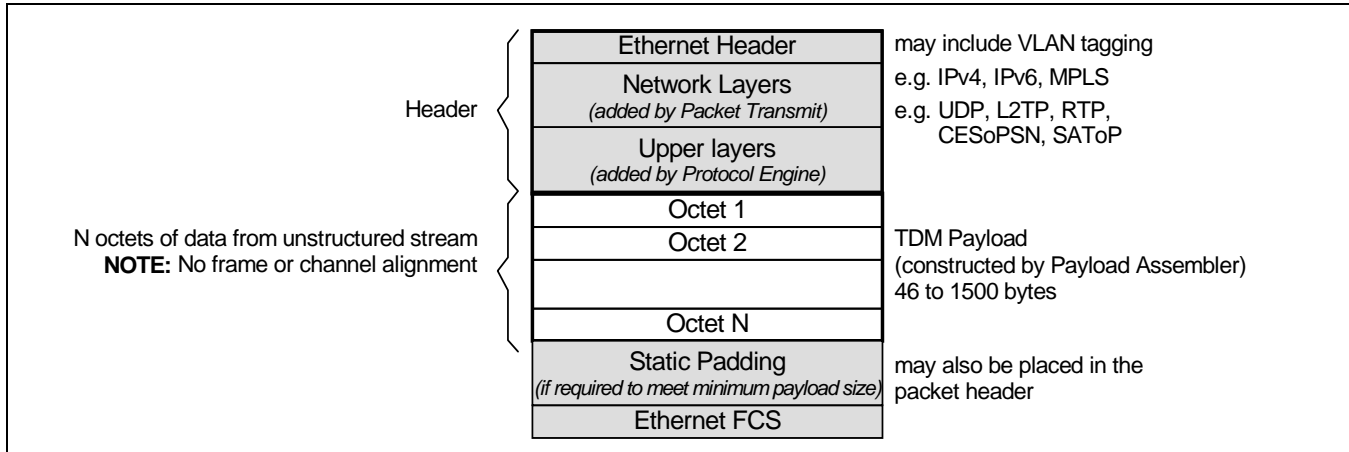 Ethernet Header
may include VLAN tagging
Network Layers
(added by Packet Transmit)
e.g. IPv4, IPv6, MPLS
Header
e.g. UDP, L2TP, RTP,
CESoPSN, SAToP
Upper layers
(added by Protocol Engine)
Octet 1
N octets of data from unstructured stream
NOTE: No frame or channel alignment
Octet 2
TDM Payload
(constructed by Payload Assembler)
46 to 1500 bytes
Octet N
Static Padding
(if required to meet minimum payload size)
may also be placed in the
packet header
Ethernet FCS